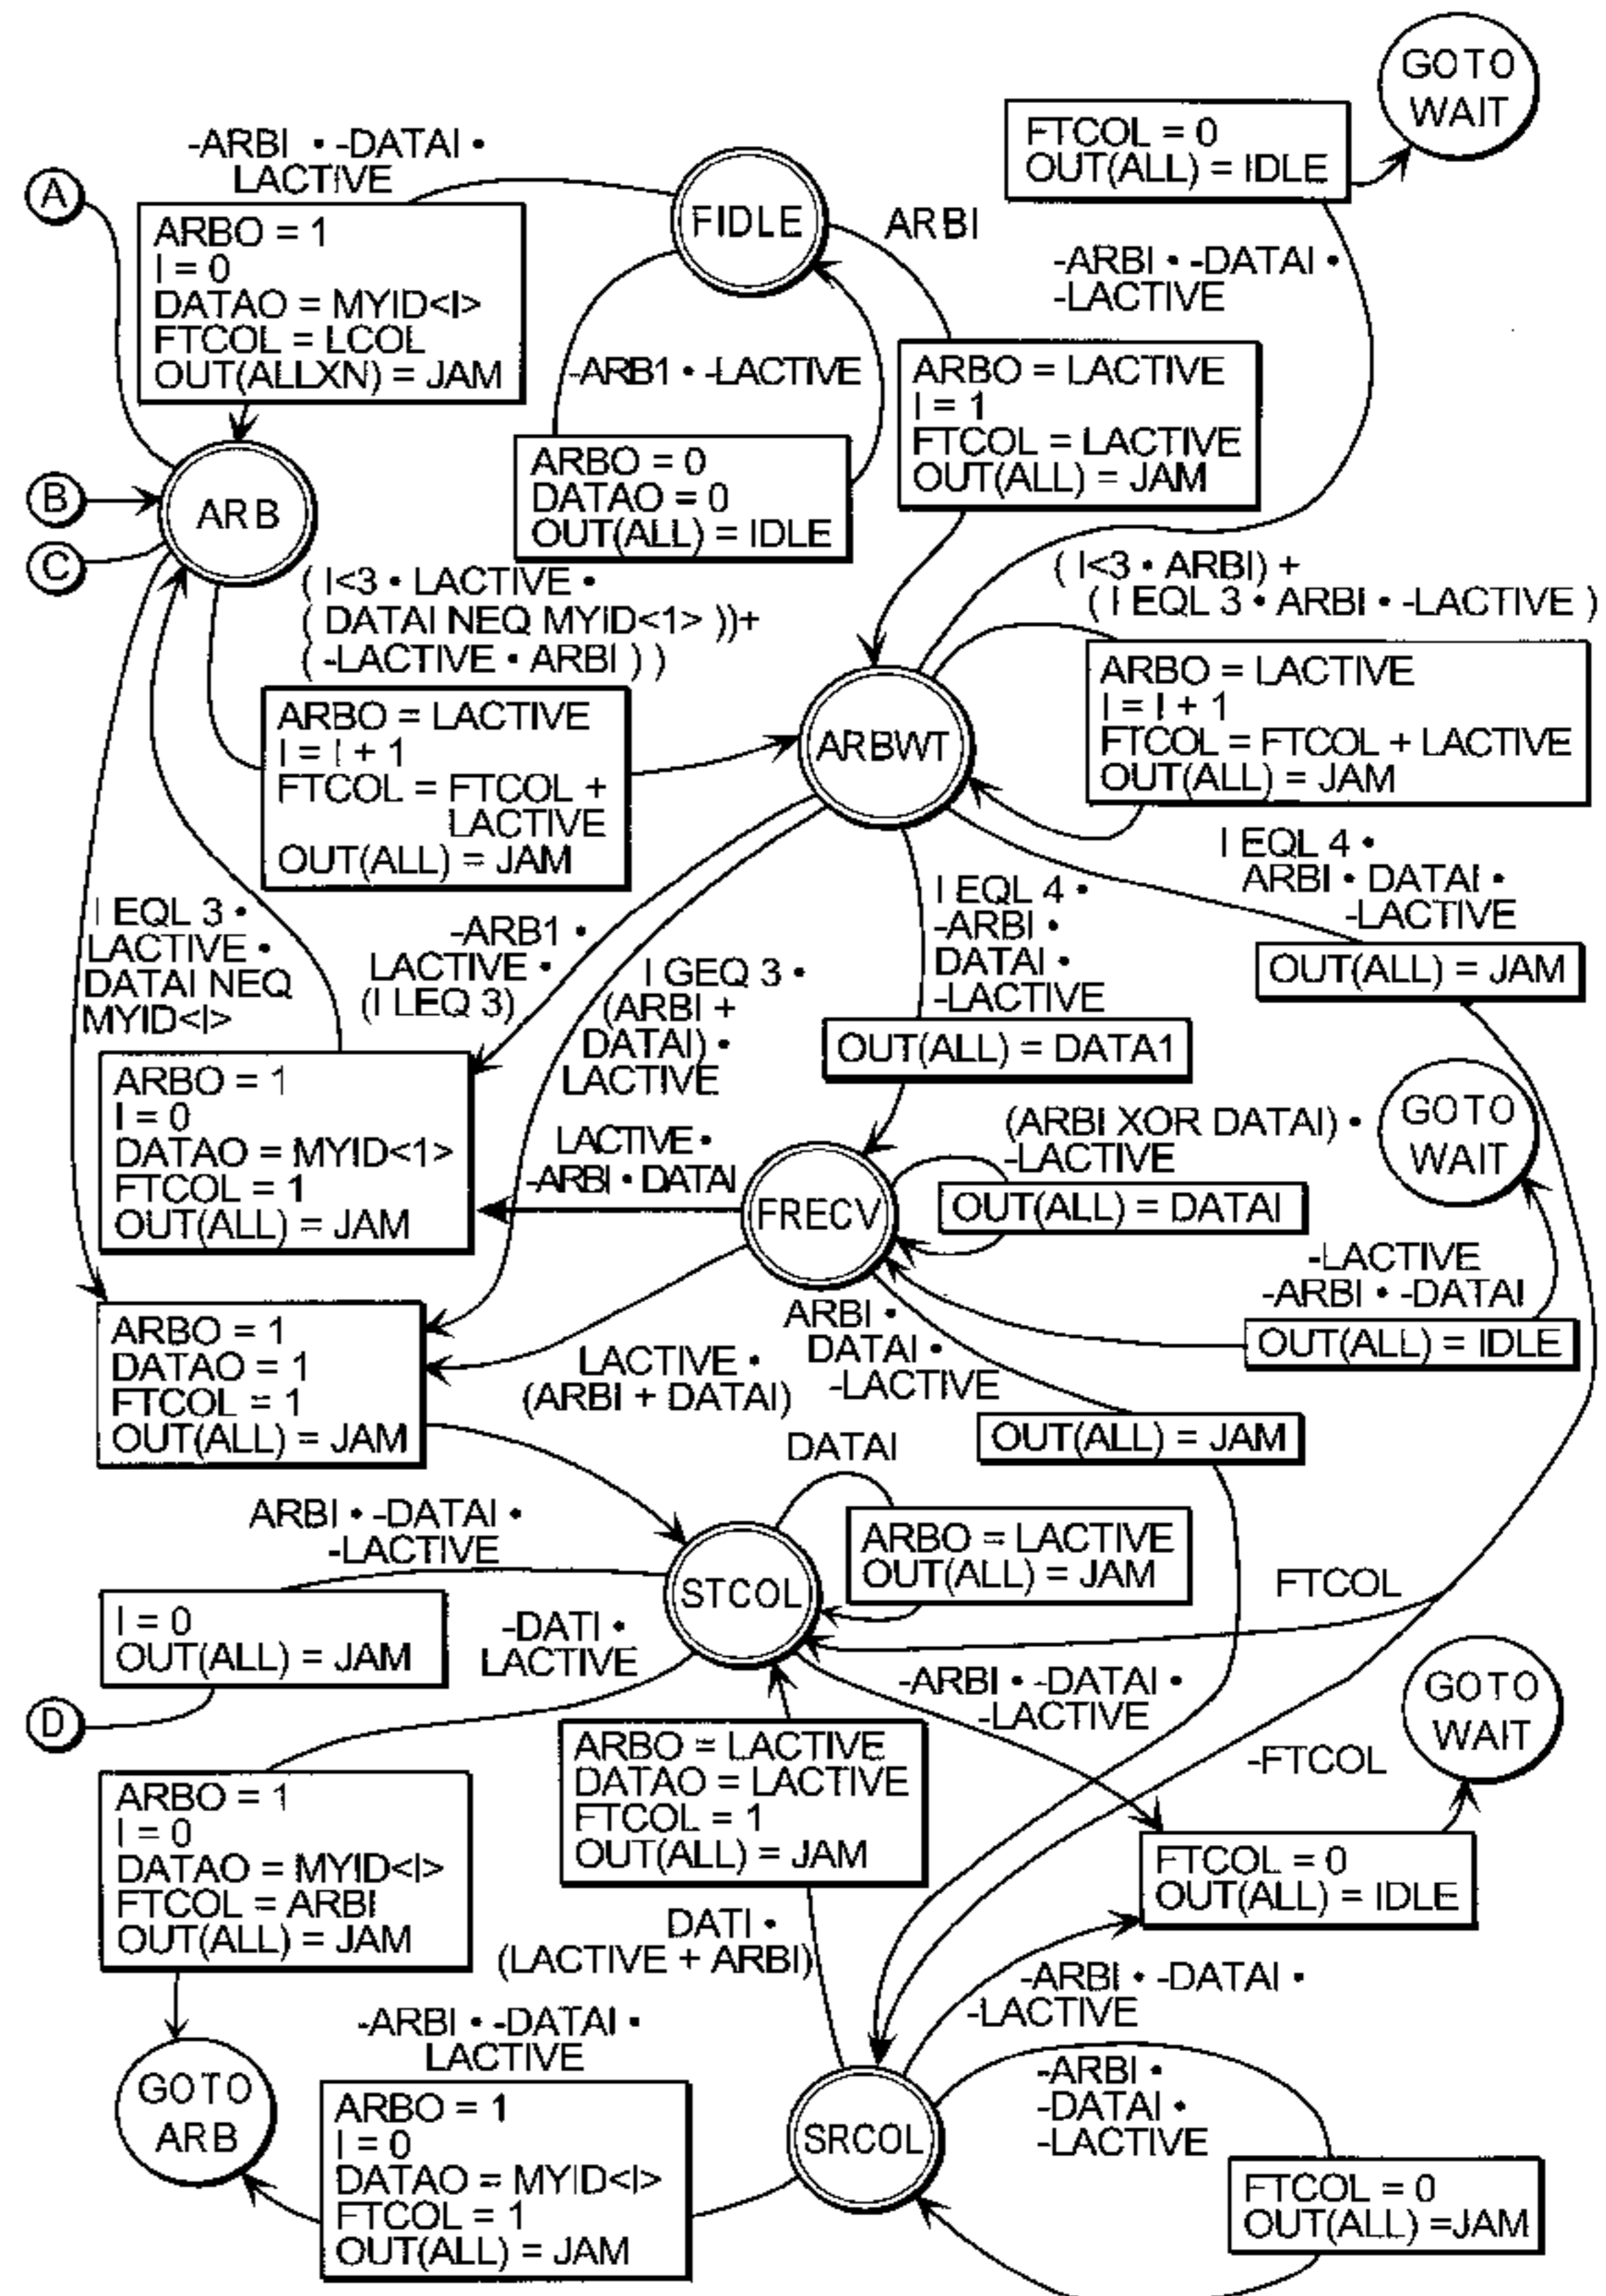 GOTO
WAIT
FTCOL = 0
OUT(ALL) = IDLE
-ARBI • -DATAI •
LACTIVE
A
ARBO = 1
I = 0
DATAO = MYID<I>
FTCOL = LCOL
OUT(ALLXN) = JAM
FIDLE
ARBI
-ARBI • -DATAI •
-LACTIVE
-ARB1 • -LACTIVE
ARBO = 0
DATAO = 0
OUT(ALL) = IDLE
ARBO = LACTIVE
I = 1
FTCOL = LACTIVE
OUT(ALL) = JAM
ARB
B
C
( I<3 • LACTIVE •
( DATAI NEQ MYID<1> ))+
( -LACTIVE • ARBI ) )
( I<3 • ARBI) +
( I EQL 3 • ARBI • -LACTIVE )
ARBO = LACTIVE
I = I + 1
FTCOL = FTCOL +
LACTIVE
OUT(ALL) = JAM
ARBWT
ARBO = LACTIVE
I = I + 1
FTCOL = FTCOL + LACTIVE
OUT(ALL) = JAM
I EQL 3 •
LACTIVE •
DATAI NEQ
MYID<I>
-ARB1 •
LACTIVE •
(I LEQ 3)
I GEQ 3 •
(ARBI +
DATAI) •
LACTIVE
I EQL 4 •
-ARBI •
DATAI •
-LACTIVE
I EQL 4 •
ARBI • DATAI •
-LACTIVE
OUT(ALL) = JAM
OUT(ALL) = DATA1
ARBO = 1
I = 0
DATAO = MYID<1>
FTCOL = 1
OUT(ALL) = JAM
LACTIVE •
-ARBI • DATAI
FRECV
(ARBI XOR DATAI) •
-LACTIVE
OUT(ALL) = DATAI
GOTO
WAIT
-LACTIVE
-ARBI • -DATAI
OUT(ALL) = IDLE
ARBO = 1
DATAO = 1
FTCOL = 1
OUT(ALL) = JAM
LACTIVE •
(ARBI + DATAI)
ARBI •
DATAI •
-LACTIVE
OUT(ALL) = JAM
DATAI
ARBO = LACTIVE
OUT(ALL) = JAM
ARBI • -DATAI •
-LACTIVE
STCOL
I = 0
OUT(ALL) = JAM
-DATI •
LACTIVE
FTCOL
D
-ARBI • -DATAI •
-LACTIVE
GOTO
WAIT
-FTCOL
ARBO = LACTIVE
DATAO = LACTIVE
FTCOL = 1
OUT(ALL) = JAM
ARBO = 1
I = 0
DATAO = MYID<I>
FTCOL = ARBI
OUT(ALL) = JAM
FTCOL = 0
OUT(ALL) = IDLE
DATI •
(LACTIVE + ARBI)
-ARBI • -DATAI •
-LACTIVE
-ARBI • -DATAI •
LACTIVE
GOTO
ARB
ARBO = 1
I = 0
DATAO = MYID<I>
FTCOL = 1
OUT(ALL) = JAM
SRCOL
-ARBI •
-DATAI •
-LACTIVE
FTCOL = 0
OUT(ALL) =JAM